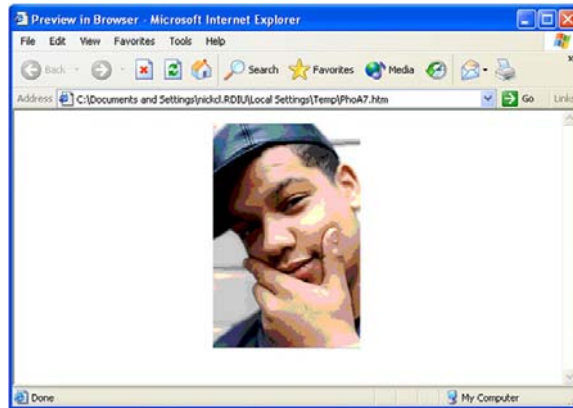 Preview in Browser - Microsoft Internet Explorer
File Edit View Favorites Tools Help
Back Search Favorites Media
Address C:\Documents and Settings\nickcl.RDIU\Local Settings\Temp\PhoA7.htm Go Links
Done My Computer